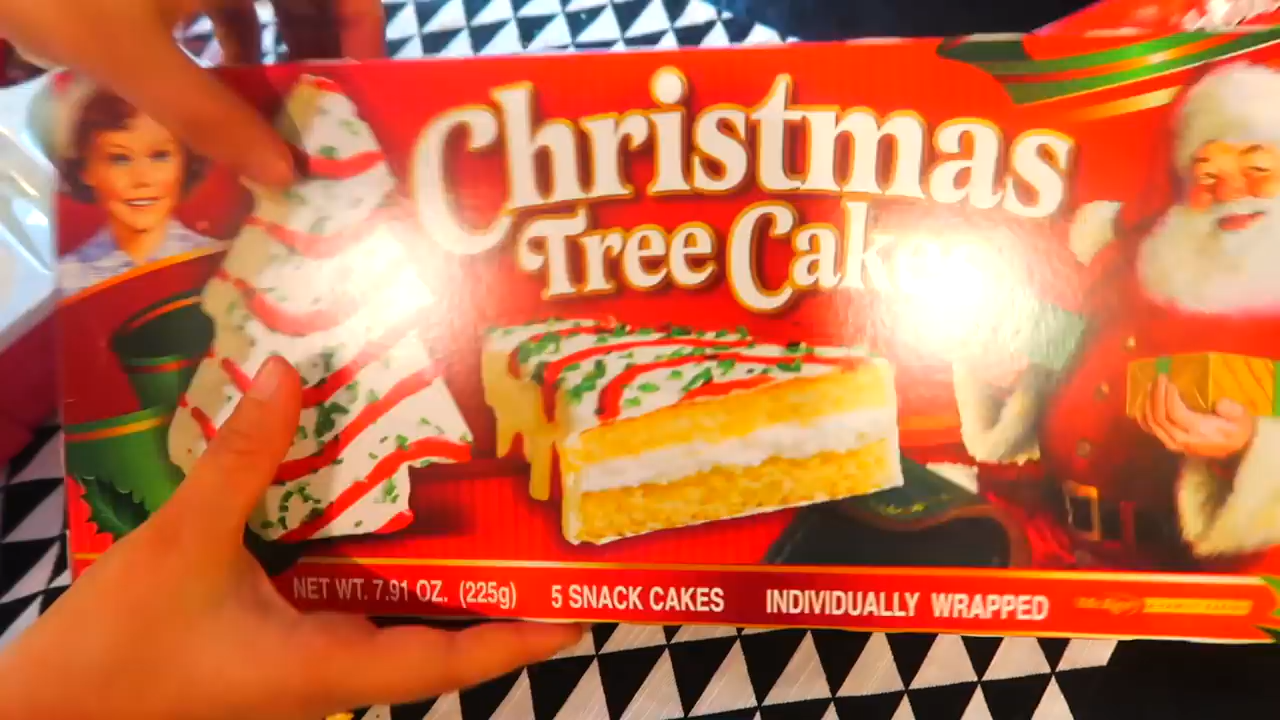 Christmas
Tree Cak
NET WT. 7.91 OZ. (225g) 5 SNACK CAKES INDIVIDUALLY WRAPPED